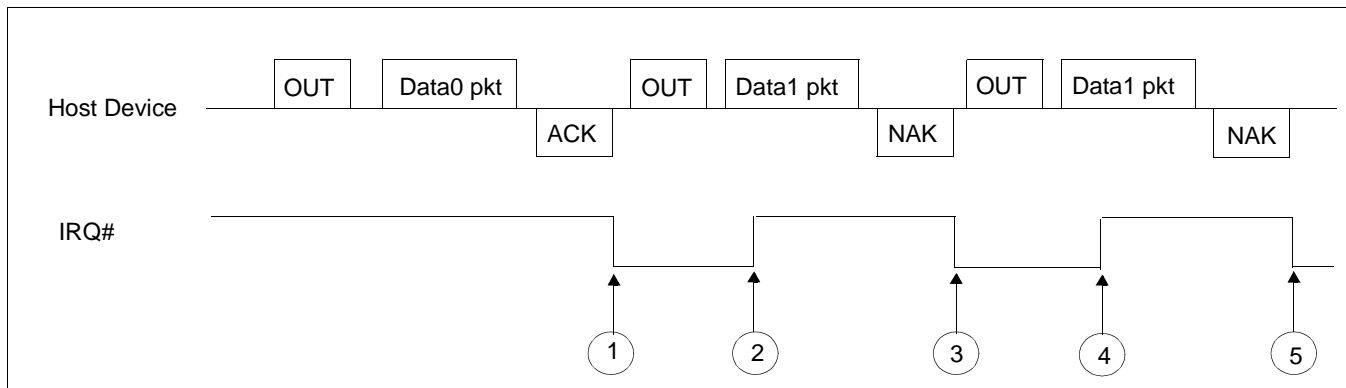 OUT
Data0 pkt
OUT
Data1 pkt
OUT
Data1 pkt
Host Device
ACK
NAK
NAK
IRQ#
1
2
3
4
5